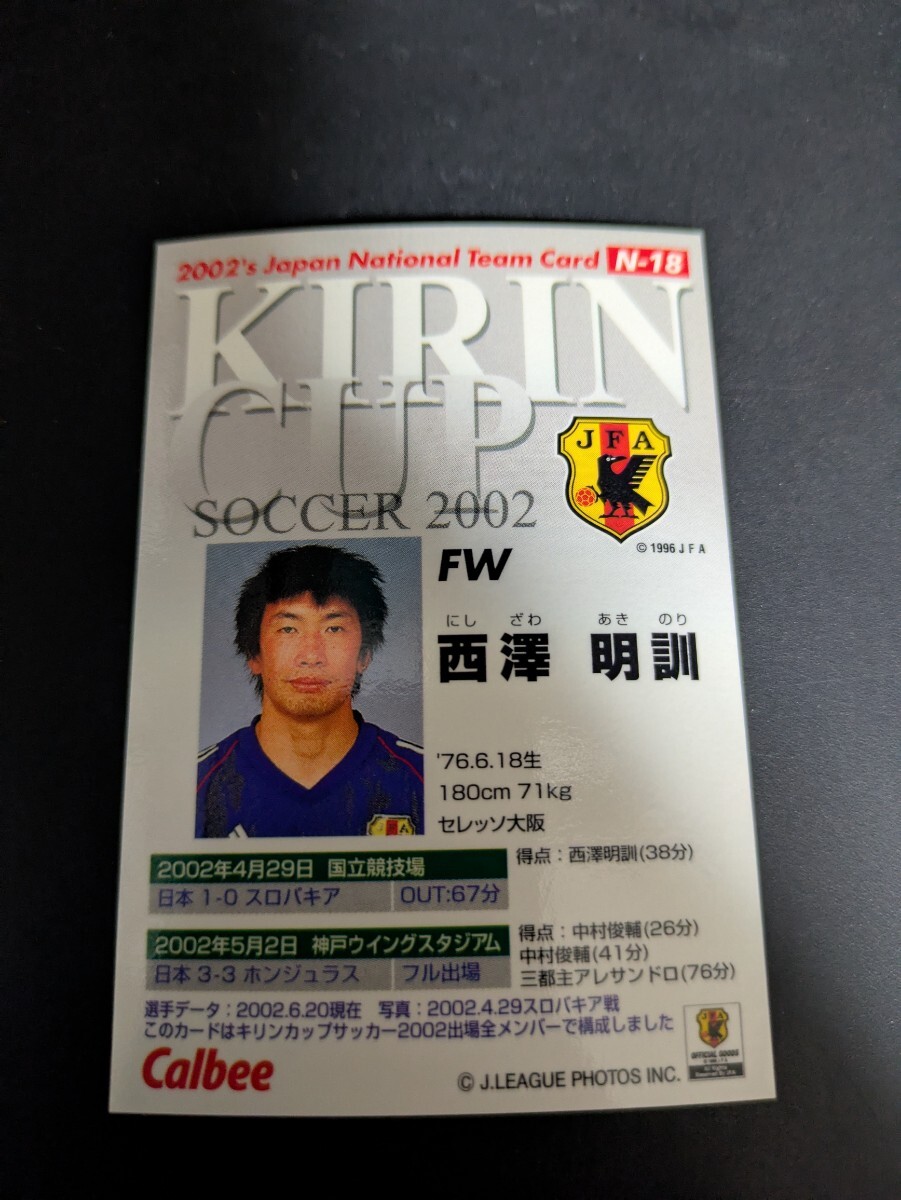 2002's Japan National Team Card N-18
KIRIN
CUP
SOCCER 2002
JFA
© 1996 J F A
FW
にし ざわ あき のり
西澤 明訓
'76.6.18生
180cm 71kg
セレッソ大阪
2002年4月29日 国立競技場
日本 1-0 スロバキア OUT:67分
得点：西澤明訓(38分)
2002年5月2日 神戸ウイングスタジアム
日本 3-3 ホンジュラス フル出場
得点：中村俊輔(26分)
中村俊輔(41分)
三都主アレサンドロ(76分)
選手データ：2002.6.20現在 写真：2002.4.29スロバキア戦
このカードはキリンカップサッカー2002出場全メンバーで構成しました
JFA
OFFICIAL GOODS
Calbee
© J.LEAGUE PHOTOS INC.